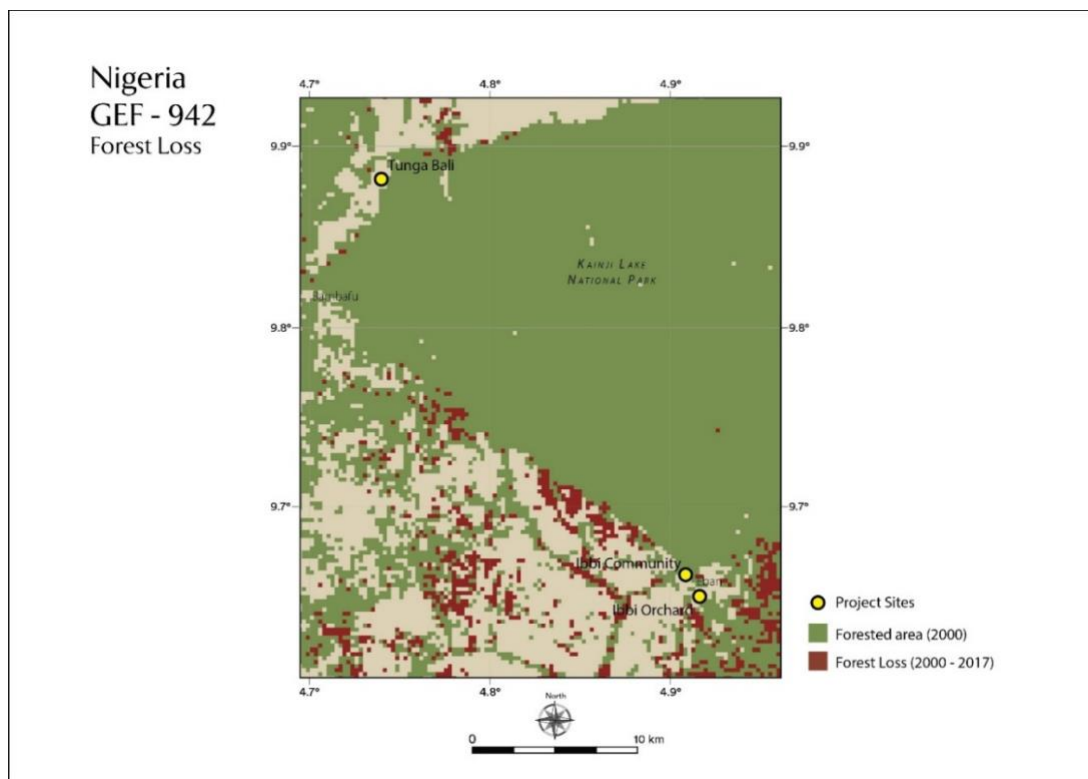 Nigeria
GEF - 942
Forest Loss
4.7° 4.8° 4.9°
9.9° 9.9°
Tunga Bali
KAINJI LAKE
NATIONAL PARK
9.8° 9.8°
9.7° 9.7°
Ibbi Community
Ibbi Orchard
Project Sites
Forested area (2000)
Forest Loss (2000 - 2017)
4.7° 4.8° 4.9°
North
0 10 km